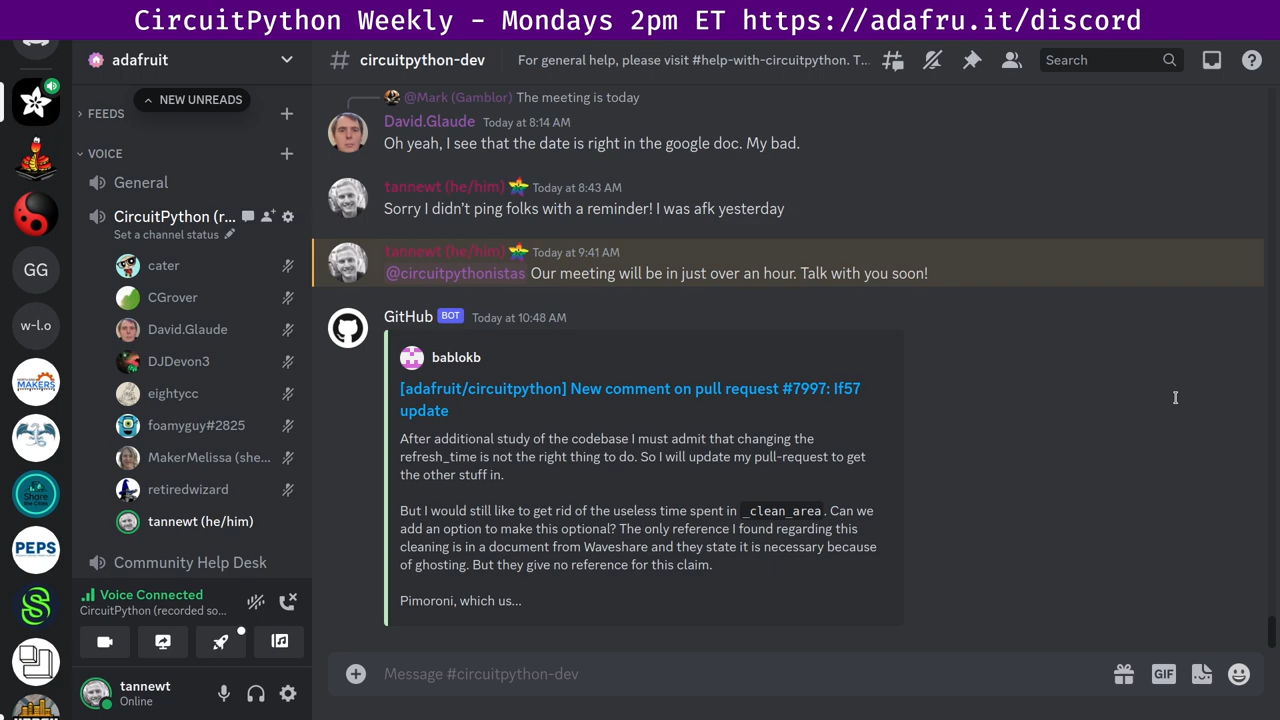 CircuitPython Weekly - Mondays 2pm ET https://adafru.it/discord
adafruit
NEW UNREADS
FEEDS
VOICE
General
CircuitPython (r...
Set a channel status
cater
CGrover
David.Glaude
DJDevon3
eightycc
foamyguy#2825
MakerMelissa (she...
retiredwizard
tannewt (he/him)
Community Help Desk
Voice Connected
CircuitPython (recorded so...
tannewt
Online
GG
w-l.o
MAKERS
Share
PEPS
circuitpython-dev
For general help, please visit #help-with-circuitpython. T...
Search
@Mark (Gamblor) The meeting is today
David.Glaude Today at 8:14 AM
Oh yeah, I see that the date is right in the google doc. My bad.
tannewt (he/him) Today at 8:43 AM
Sorry I didn't ping folks with a reminder! I was afk yesterday
tannewt (he/him) Today at 9:41 AM
@circuitpythonistas Our meeting will be in just over an hour. Talk with you soon!
GitHub BOT Today at 10:48 AM
bablokb
[adafruit/circuitpython] New comment on pull request #7997: If57
update
After additional study of the codebase I must admit that changing the
refresh_time is not the right thing to do. So I will update my pull-request to get
the other stuff in.
But I would still like to get rid of the useless time spent in _clean_area. Can we
add an option to make this optional? The only reference I found regarding this
cleaning is in a document from Waveshare and they state it is necessary because
of ghosting. But they give no reference for this claim.
Pimoroni, which us...
Message #circuitpython-dev
GIF